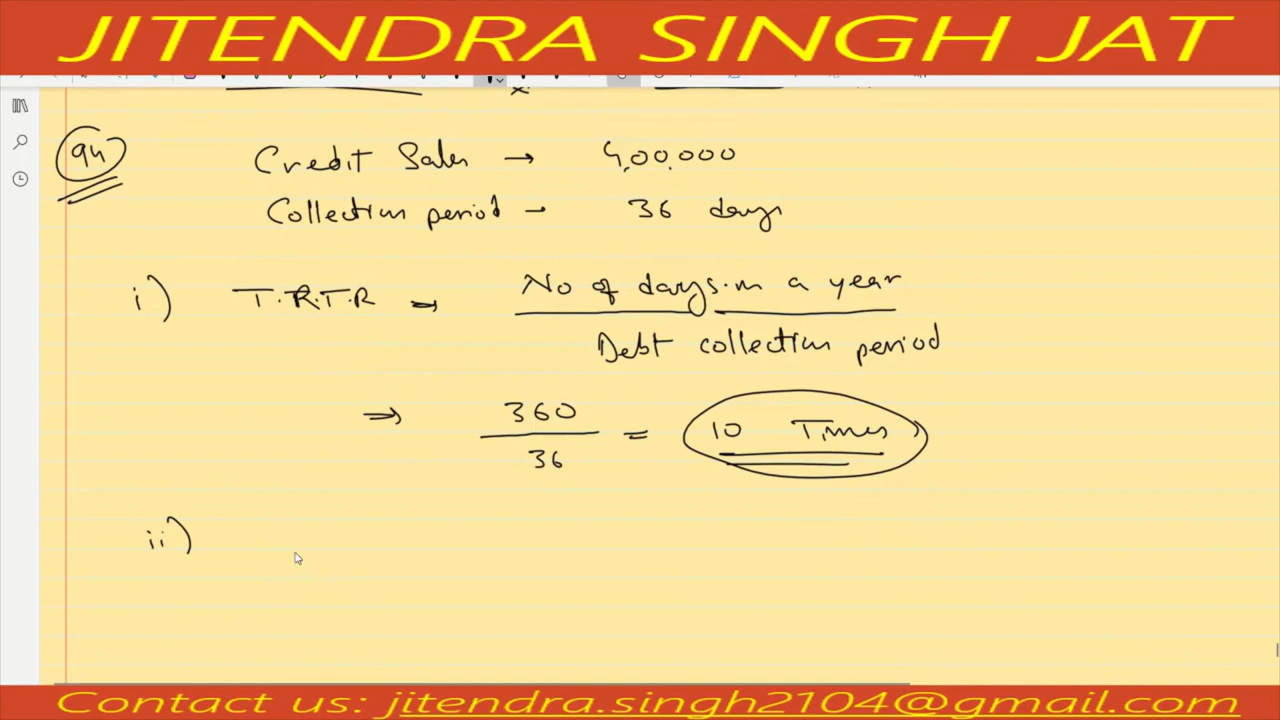 JITENDRA SINGH JAT
94 Credit Sales → 4,00,000
Collection period - 36 days
i) T.R.T.R ⇒ No of days in a year
Debt collection period
⇒ 360
36 = 10 Times
ii)
Contact us: jitendra.singh2104@gmail.com